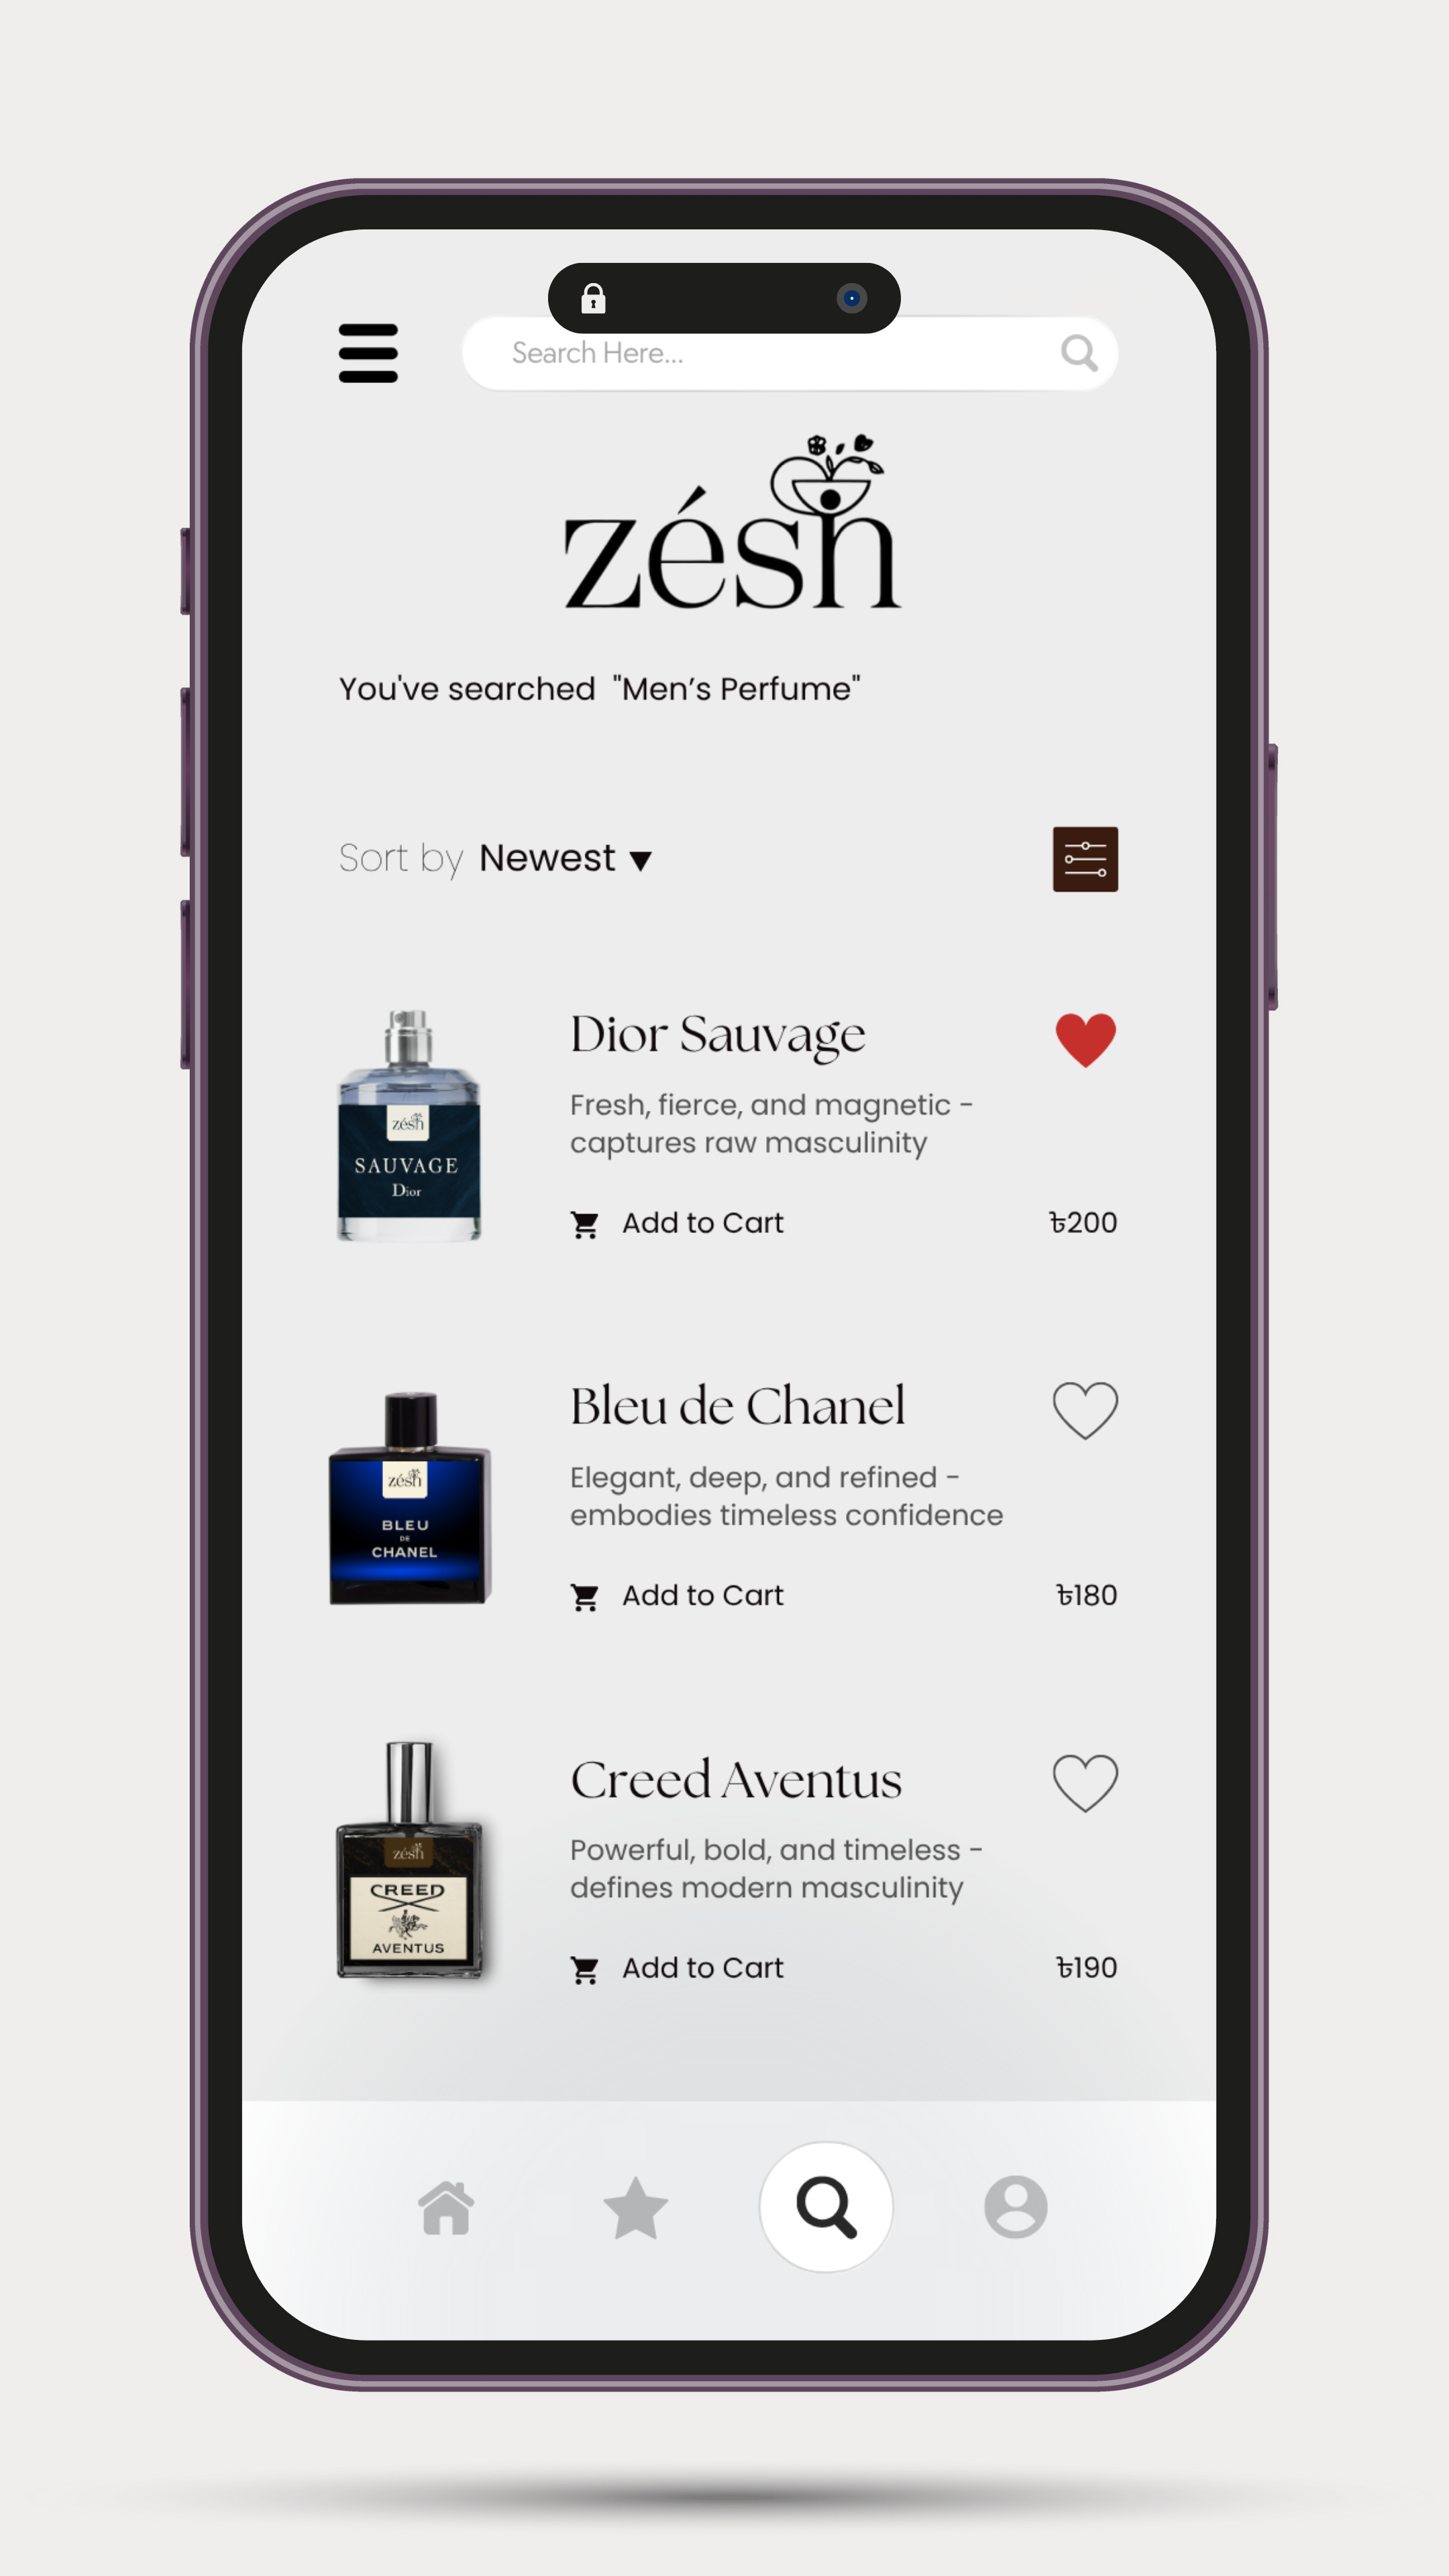 Search Here...
zésh
You've searched "Men’s Perfume"
Sort by Newest ▼
Dior Sauvage
Fresh, fierce, and magnetic -
captures raw masculinity
Add to Cart
৳200
zésh
SAUVAGE
Dior
Bleu de Chanel
Elegant, deep, and refined -
embodies timeless confidence
Add to Cart
৳180
zésh
BLEU
DE
CHANEL
Creed Aventus
Powerful, bold, and timeless -
defines modern masculinity
Add to Cart
৳190
zésh
CREED
AVENTUS